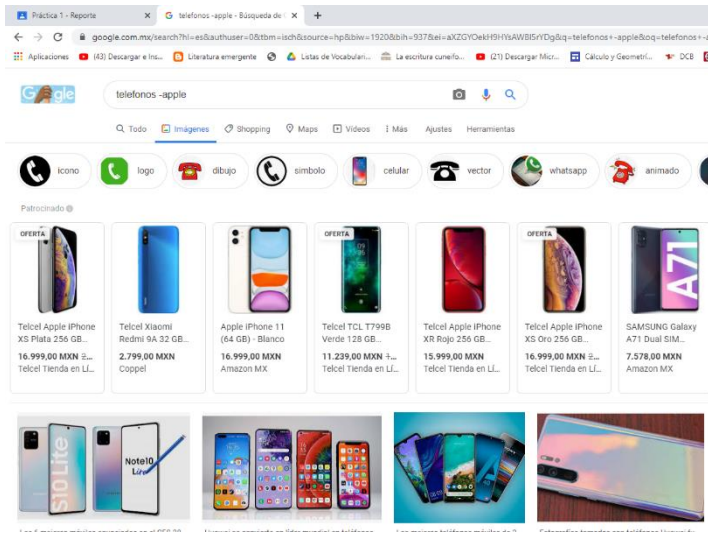 Práctica 1 - Reporte
telefonos -apple - Búsqueda de G
google.com.mx/search?hl=es&authuser=0&tbm=isch&source=hp&biw=1920&bih=937&ei=aXZGYOekH9HYsAWBl5rYDg&q=telefonos+-apple&oq=telefonos+-a
Aplicaciones (43) Descargar e Ins... Literatura emergente Listas de Vocabulari... La escritura cuneifo... (21) Descargar Micr... Cálculo y Geometrí... DCB
Google
telefonos -apple
Todo Imágenes Shopping Maps Vídeos Más Ajustes Herramientas
icono logo dibujo simbolo celular vector whatsapp animado
Patrocinado
OFERTA OFERTA OFERTA
A71
Telcel Apple iPhone XS Plata 256 GB...
16.999,00 MXN
Telcel Tienda en Lí...
Telcel Xiaomi Redmi 9A 32 GB...
2.799,00 MXN
Coppel
Apple iPhone 11 (64 GB) - Blanco
16.999,00 MXN
Amazon MX
Telcel TCL T799B Verde 128 GB...
11.239,00 MXN
Telcel Tienda en Lí...
Telcel Apple iPhone XR Rojo 256 GB...
15.999,00 MXN
Telcel Tienda en Lí...
Telcel Apple iPhone XS Oro 256 GB...
16.999,00 MXN
Telcel Tienda en Lí...
SAMSUNG Galaxy A71 Dual SIM...
7.578,00 MXN
Amazon MX
S10 Lite
Note10 Lite